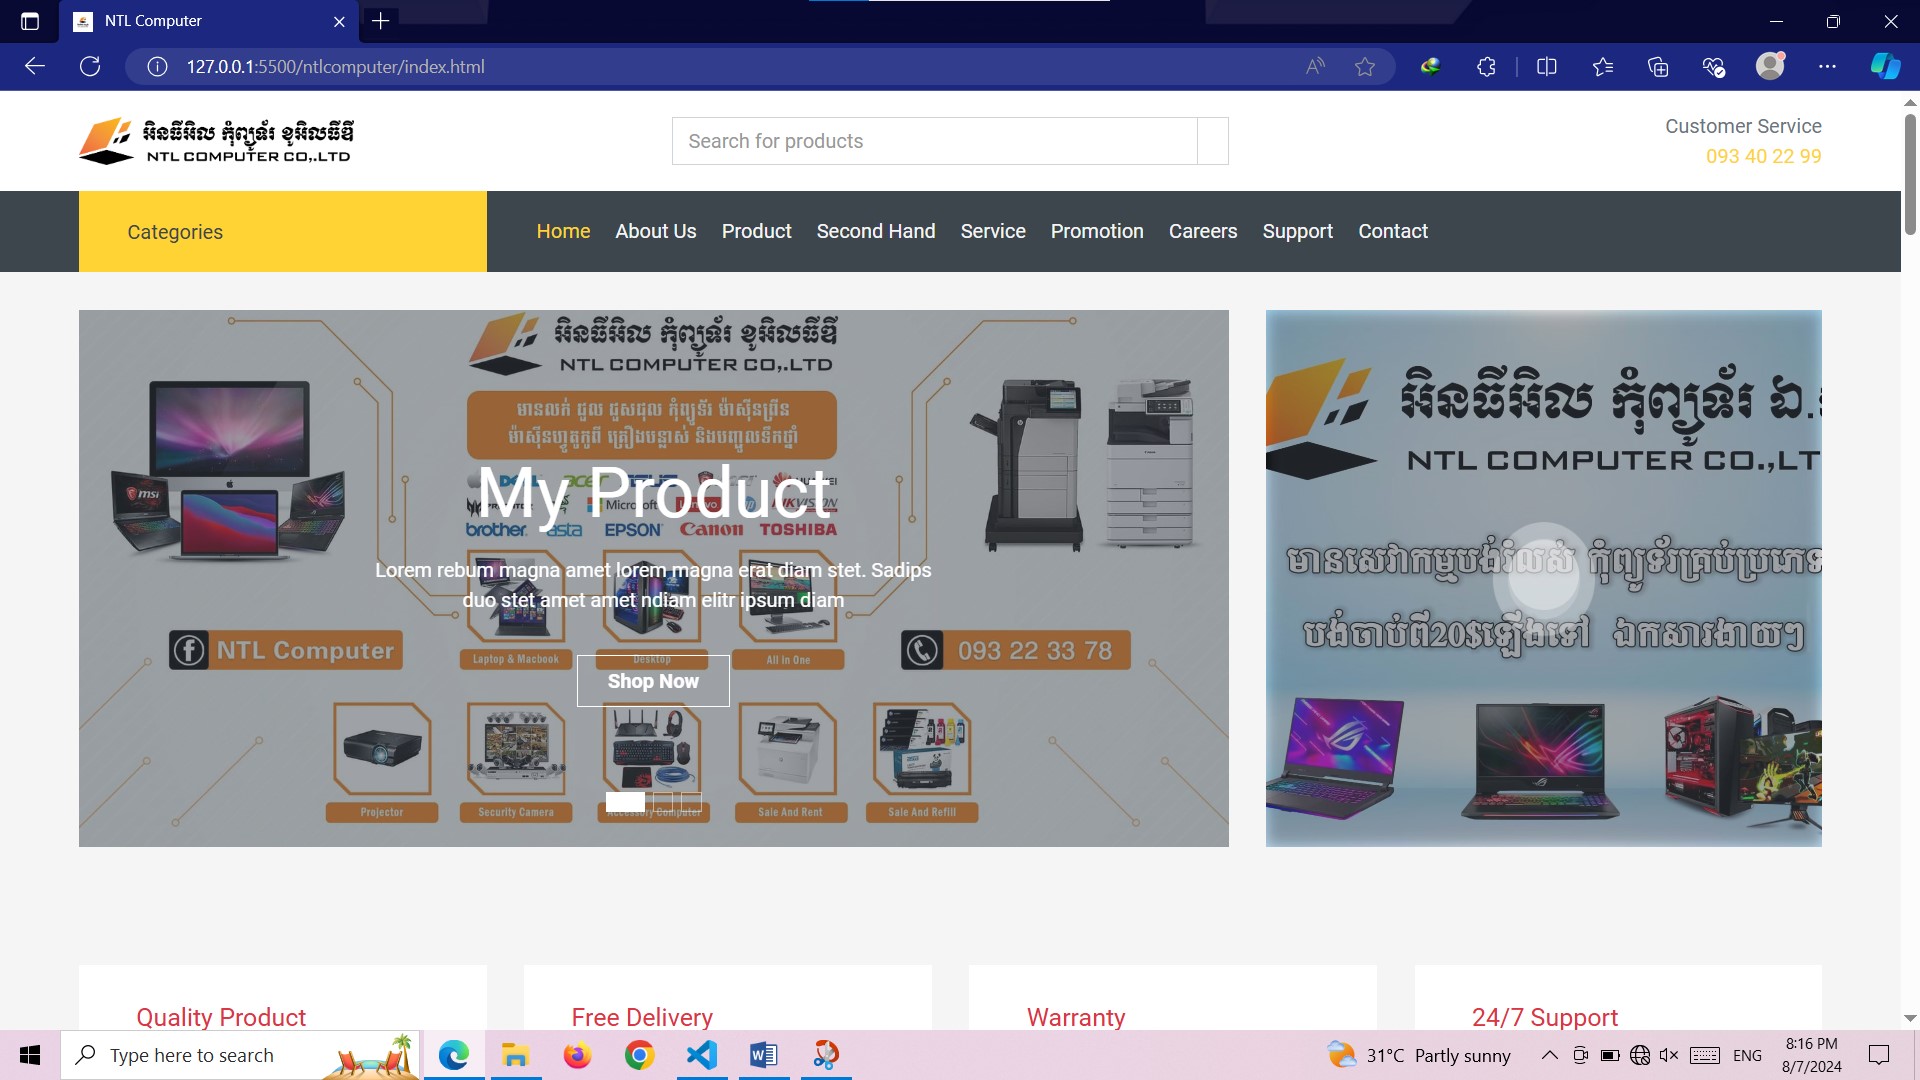 NTL Computer
127.0.0.1:5500/ntlcomputer/index.html
អិនធីអិល កុំព្យូទ័រ ខូអិលធីឌី
NTL COMPUTER CO,.LTD
Search for products
Customer Service
093 40 22 99
Categories
Home About Us Product Second Hand Service Promotion Careers Support Contact
អិនធីអិល កុំព្យូទ័រ ខូអិលធីឌី
NTL COMPUTER CO,.LTD
មានលក់ ជួល ជួសជុល កុំព្យូទ័រ ម៉ាស៊ីនព្រីន
ម៉ាស៊ីនហ្វូតូកូពី គ្រឿងបន្លាស់ និងបញ្ចូលទឹកថ្នាំ
My Product
Microsoft
HIKVISION
brother asta EPSON Canon TOSHIBA
msi
Lorem rebum magna amet lorem magna erat diam stet. Sadips
duo stet amet amet ndiam elitr ipsum diam
NTL Computer
093 22 33 78
Laptop & Macbook Desktop All in One
Shop Now
Projector Security Camera Accessory Computer Sale And Rent Sale And Refill
អិនធីអិល កុំព្យូទ័រ ឯ.
NTL COMPUTER CO.,LT
មានសេវាកម្មបង់រំលស់ កុំព្យូទ័រគ្រប់ប្រភេទ
បង់ចាប់ពី20$ឡើងទៅ ឯកសារងាយៗ
Quality Product
Free Delivery
Warranty
24/7 Support
Type here to search
31°C Partly sunny
ENG
8:16 PM
8/7/2024